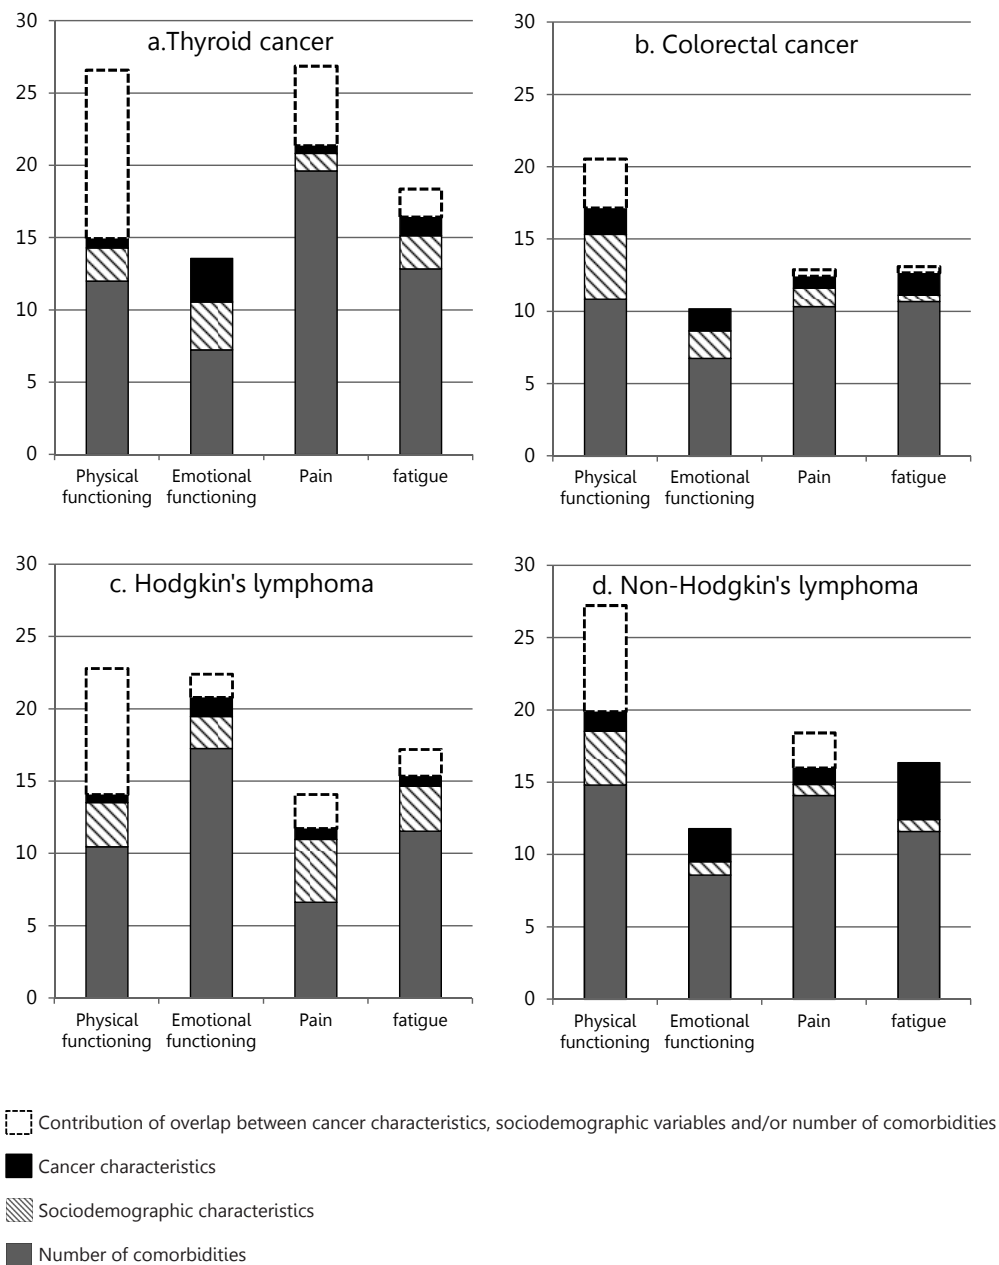 a.Thyroid cancer
30
25
20
15
10
5
0
Physical functioning
Emotional functioning
Pain
fatigue
b. Colorectal cancer
30
25
20
15
10
5
0
Physical functioning
Emotional functioning
Pain
fatigue
c. Hodgkin's lymphoma
30
25
20
15
10
5
0
Physical functioning
Emotional functioning
Pain
fatigue
d. Non-Hodgkin's lymphoma
30
25
20
15
10
5
0
Physical functioning
Emotional functioning
Pain
fatigue
Contribution of overlap between cancer characteristics, sociodemographic variables and/or number of comorbidities
Cancer characteristics
Sociodemographic characteristics
Number of comorbidities